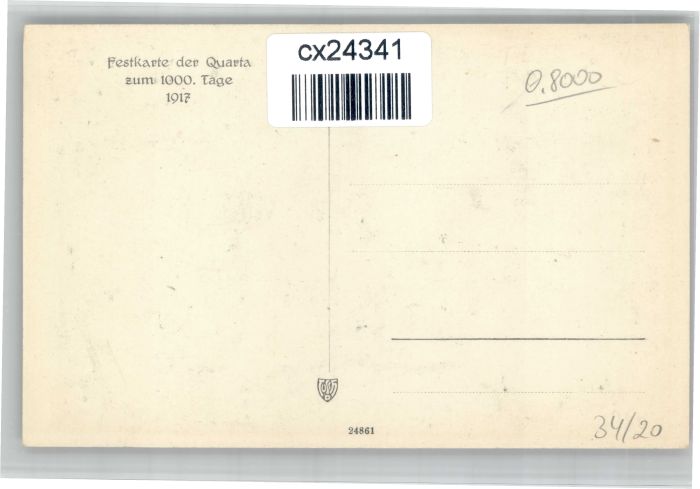 Festkarte der Quarta
zum 1000. Tage
1917
cx24341
0.8000
24861
34/20